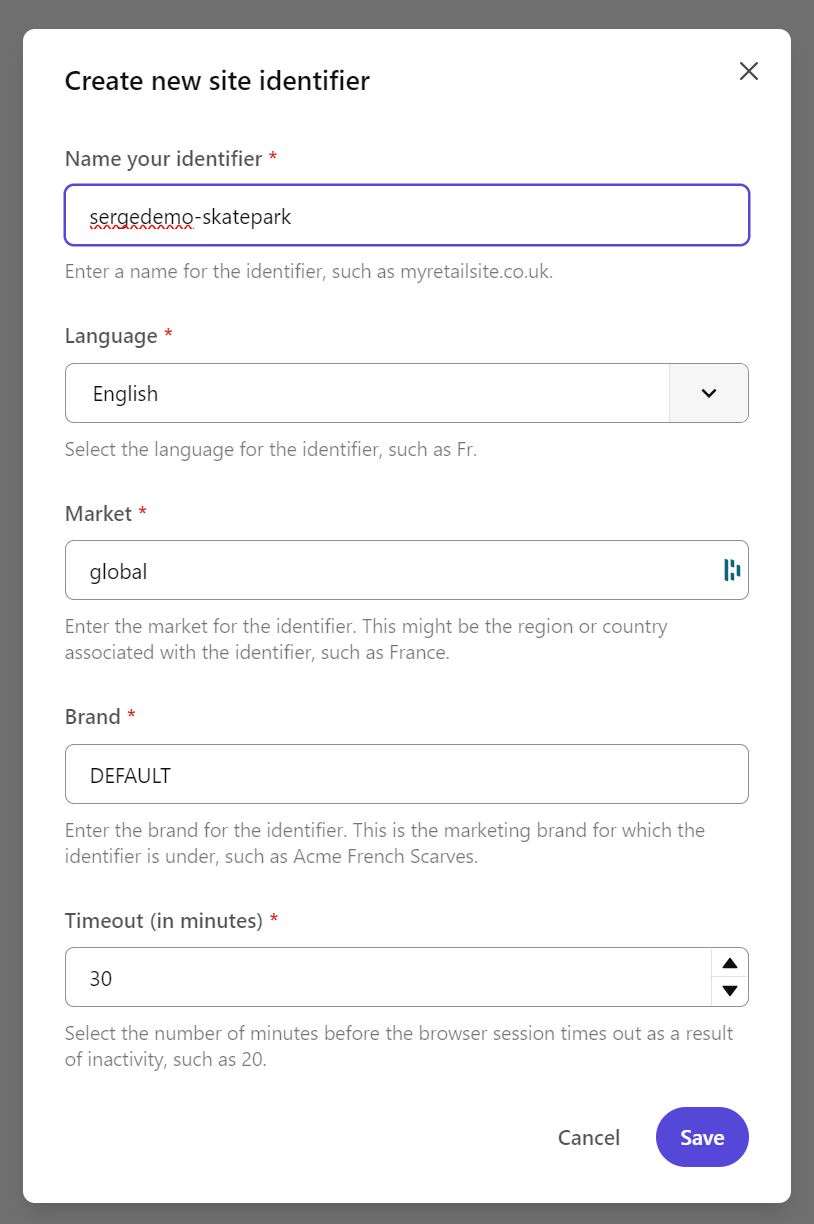 Create new site identifier
Name your identifier *
sergedemo-skatepark
Enter a name for the identifier, such as myretailsite.co.uk.
Language *
English
Select the language for the identifier, such as Fr.
Market *
global
Enter the market for the identifier. This might be the region or country
associated with the identifier, such as France.
Brand *
DEFAULT
Enter the brand for the identifier. This is the marketing brand for which the
identifier is under, such as Acme French Scarves.
Timeout (in minutes) *
30
Select the number of minutes before the browser session times out as a result
of inactivity, such as 20.
Cancel Save